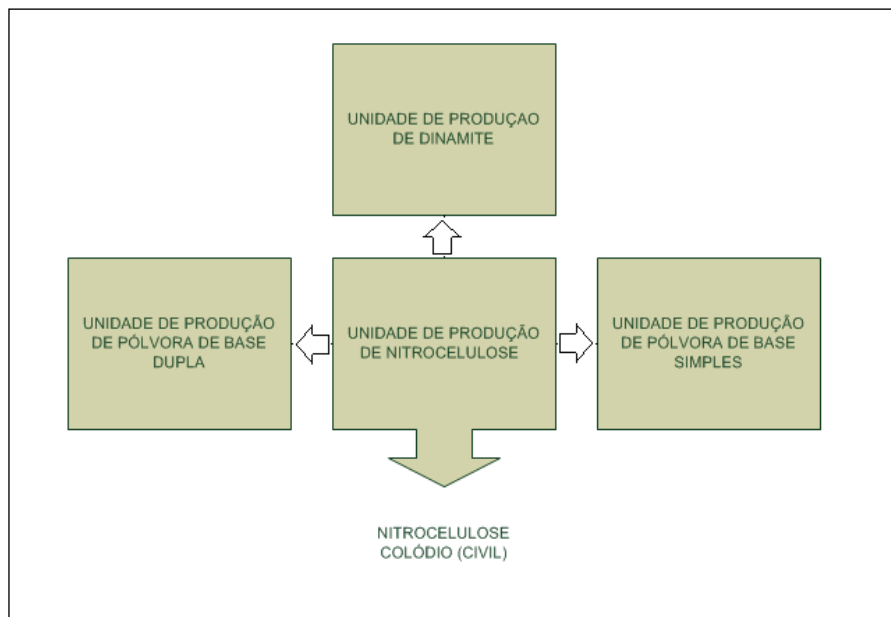 UNIDADE DE PRODUÇAO
DE DINAMITE
UNIDADE DE PRODUÇÃO
DE PÓLVORA DE BASE
DUPLA
UNIDADE DE PRODUÇÃO
DE NITROCELULOSE
UNIDADE DE PRODUÇÃO
DE PÓLVORA DE BASE
SIMPLES
NITROCELULOSE
COLÓDIO (CIVIL)